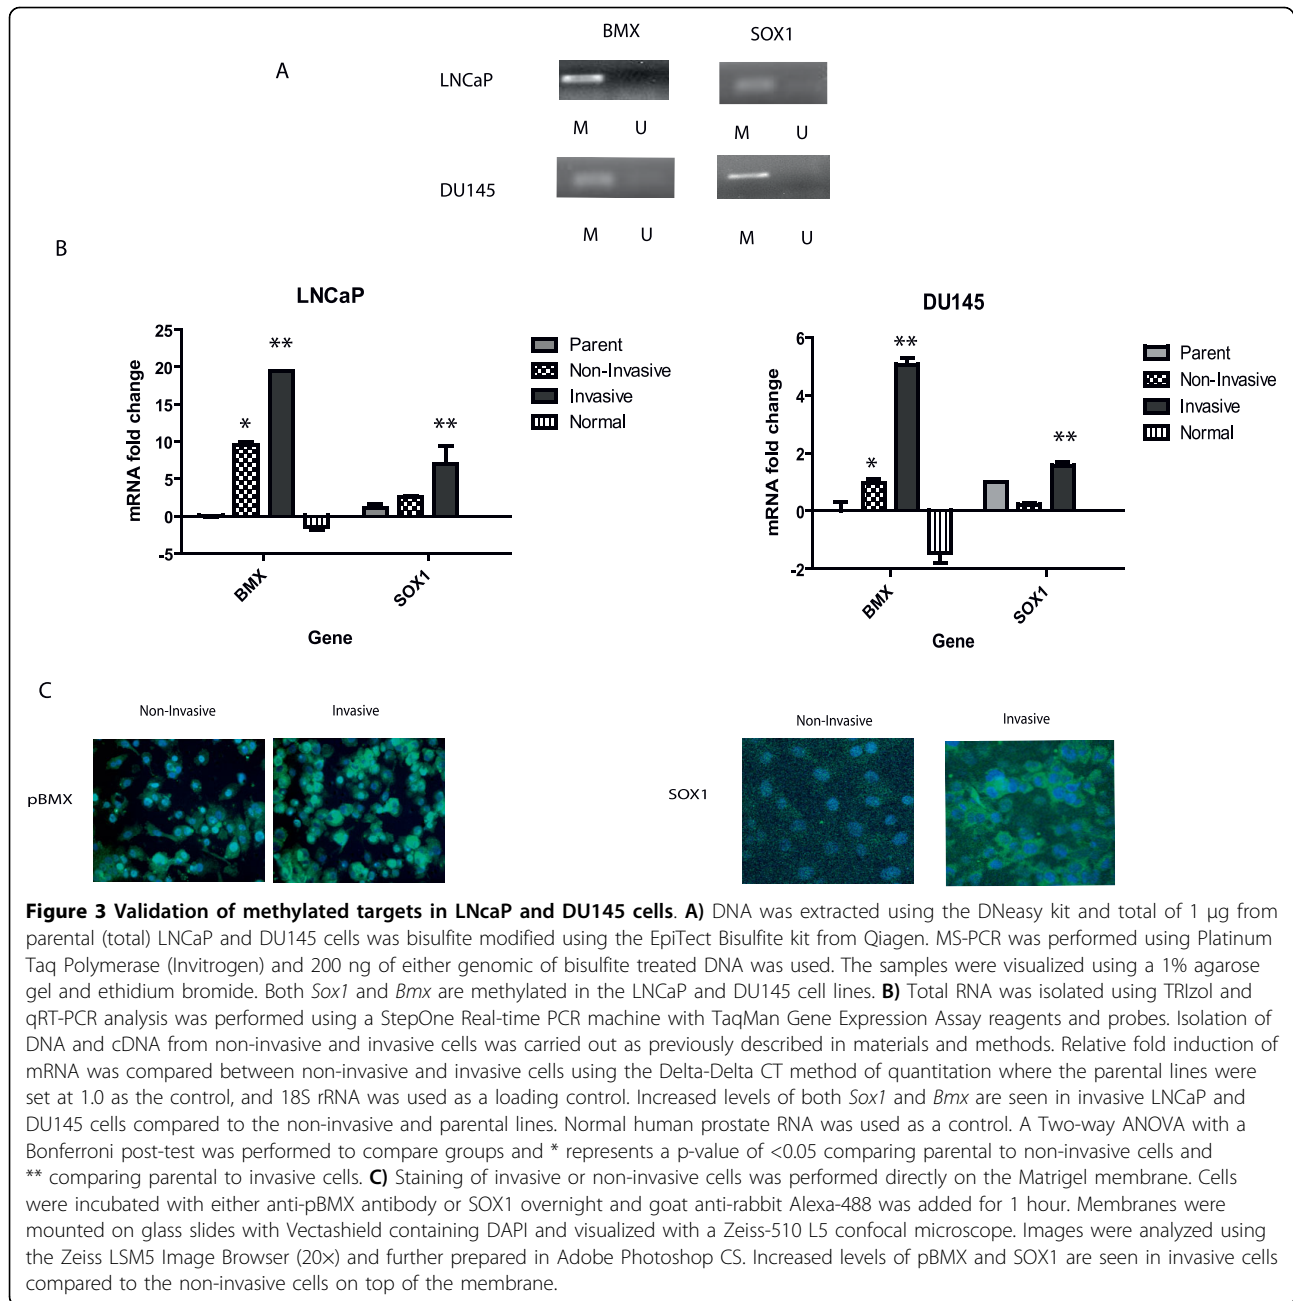 A
BMX
SOX1
LNCaP
M
U
M
U
DU145
M
U
M
U
B
LNCaP
mRNA fold change
25
20
15
10
5
0
-5
*
**
**
BMX
SOX1
Gene
Parent
Non-Invasive
Invasive
Normal
DU145
mRNA fold change
6
4
2
0
-2
*
**
**
BMX
SOX1
Gene
Parent
Non-Invasive
Invasive
Normal
C
Non-Invasive
Invasive
pBMX
Non-Invasive
Invasive
SOX1
Figure 3 Validation of methylated targets in LNcaP and DU145 cells. A) DNA was extracted using the DNeasy kit and total of 1 μg from
parental (total) LNCaP and DU145 cells was bisulfite modified using the EpiTect Bisulfite kit from Qiagen. MS-PCR was performed using Platinum
Taq Polymerase (Invitrogen) and 200 ng of either genomic of bisulfite treated DNA was used. The samples were visualized using a 1% agarose
gel and ethidium bromide. Both Sox1 and Bmx are methylated in the LNCaP and DU145 cell lines. B) Total RNA was isolated using TRIzol and
qRT-PCR analysis was performed using a StepOne Real-time PCR machine with TaqMan Gene Expression Assay reagents and probes. Isolation of
DNA and cDNA from non-invasive and invasive cells was carried out as previously described in materials and methods. Relative fold induction of
mRNA was compared between non-invasive and invasive cells using the Delta-Delta CT method of quantitation where the parental lines were
set at 1.0 as the control, and 18S rRNA was used as a loading control. Increased levels of both Sox1 and Bmx are seen in invasive LNCaP and
DU145 cells compared to the non-invasive and parental lines. Normal human prostate RNA was used as a control. A Two-way ANOVA with a
Bonferroni post-test was performed to compare groups and * represents a p-value of <0.05 comparing parental to non-invasive cells and
** comparing parental to invasive cells. C) Staining of invasive or non-invasive cells was performed directly on the Matrigel membrane. Cells
were incubated with either anti-pBMX antibody or SOX1 overnight and goat anti-rabbit Alexa-488 was added for 1 hour. Membranes were
mounted on glass slides with Vectashield containing DAPI and visualized with a Zeiss-510 L5 confocal microscope. Images were analyzed using
the Zeiss LSM5 Image Browser (20×) and further prepared in Adobe Photoshop CS. Increased levels of pBMX and SOX1 are seen in invasive cells
compared to the non-invasive cells on top of the membrane.